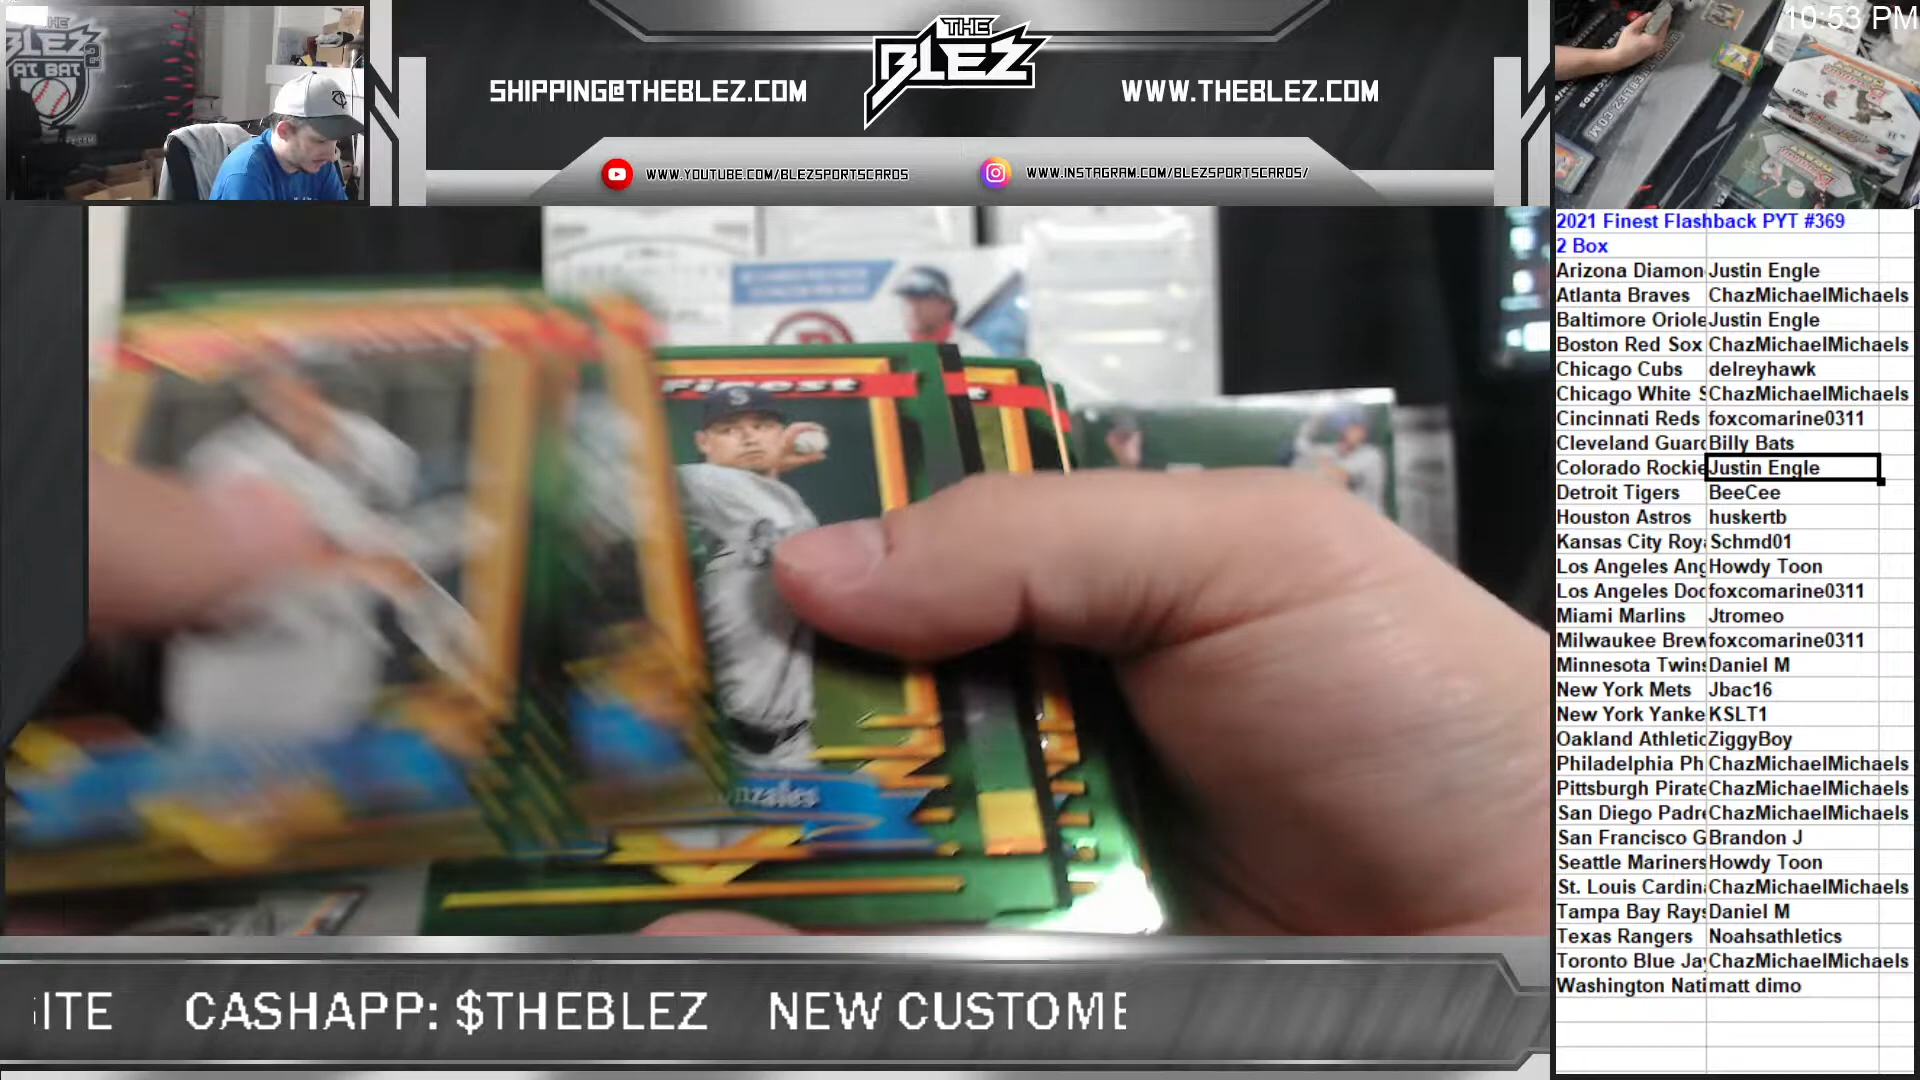 THE
BLEZ 2
AT BAT
SHIPPING@THEBLEZ.COM
THE
BLEZ
WWW.THEBLEZ.COM
WWW.YOUTUBE.COM/BLEZSPORTSCARDS
WWW.INSTAGRAM.COM/BLEZSPORTSCARDS/
10:53 PM
2021 Finest Flashback PYT #369
2 Box
Arizona Diamon Justin Engle
Atlanta Braves ChazMichaelMichaels
Baltimore Oriole Justin Engle
Boston Red Sox ChazMichaelMichaels
Chicago Cubs delreyhawk
Chicago White S ChazMichaelMichaels
Cincinnati Reds foxcomarine0311
Cleveland Guard Billy Bats
Colorado Rockie Justin Engle
Detroit Tigers BeeCee
Houston Astros huskertb
Kansas City Roy Schmd01
Los Angeles Ang Howdy Toon
Los Angeles Dod foxcomarine0311
Miami Marlins Jtromeo
Milwaukee Brew foxcomarine0311
Minnesota Twins Daniel M
New York Mets Jbac16
New York Yanke KSLT1
Oakland Athletic ZiggyBoy
Philadelphia Ph ChazMichaelMichaels
Pittsburgh Pirate ChazMichaelMichaels
San Diego Padre ChazMichaelMichaels
San Francisco G Brandon J
Seattle Mariners Howdy Toon
St. Louis Cardin ChazMichaelMichaels
Tampa Bay Rays Daniel M
Texas Rangers Noahsathletics
Toronto Blue Jay ChazMichaelMichaels
Washington Nati matt dimo
Finest
nzales
ITE CASHAPP: $THEBLEZ NEW CUSTOME